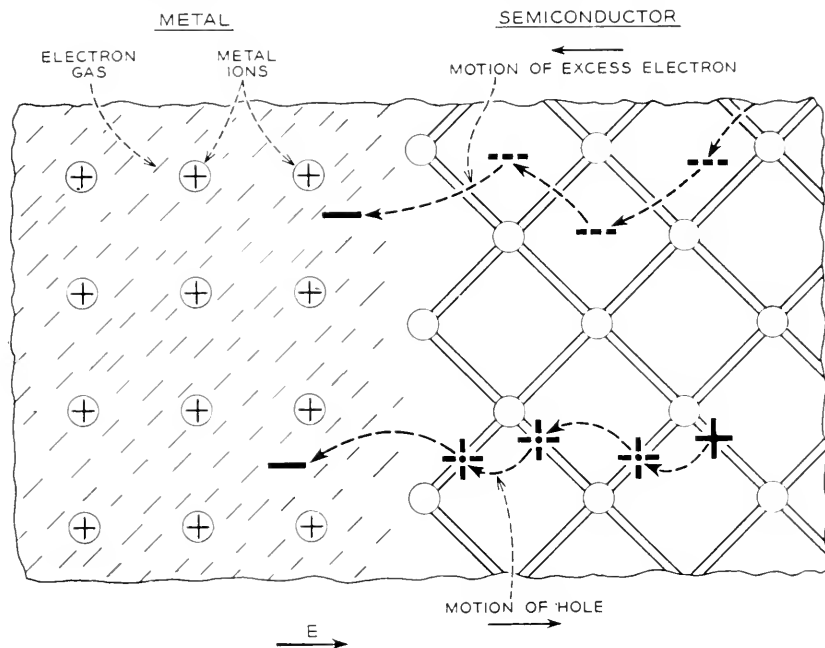 METAL
SEMICONDUCTOR
ELECTRON
GAS
METAL
IONS
MOTION OF EXCESS ELECTRON
MOTION OF HOLE
E